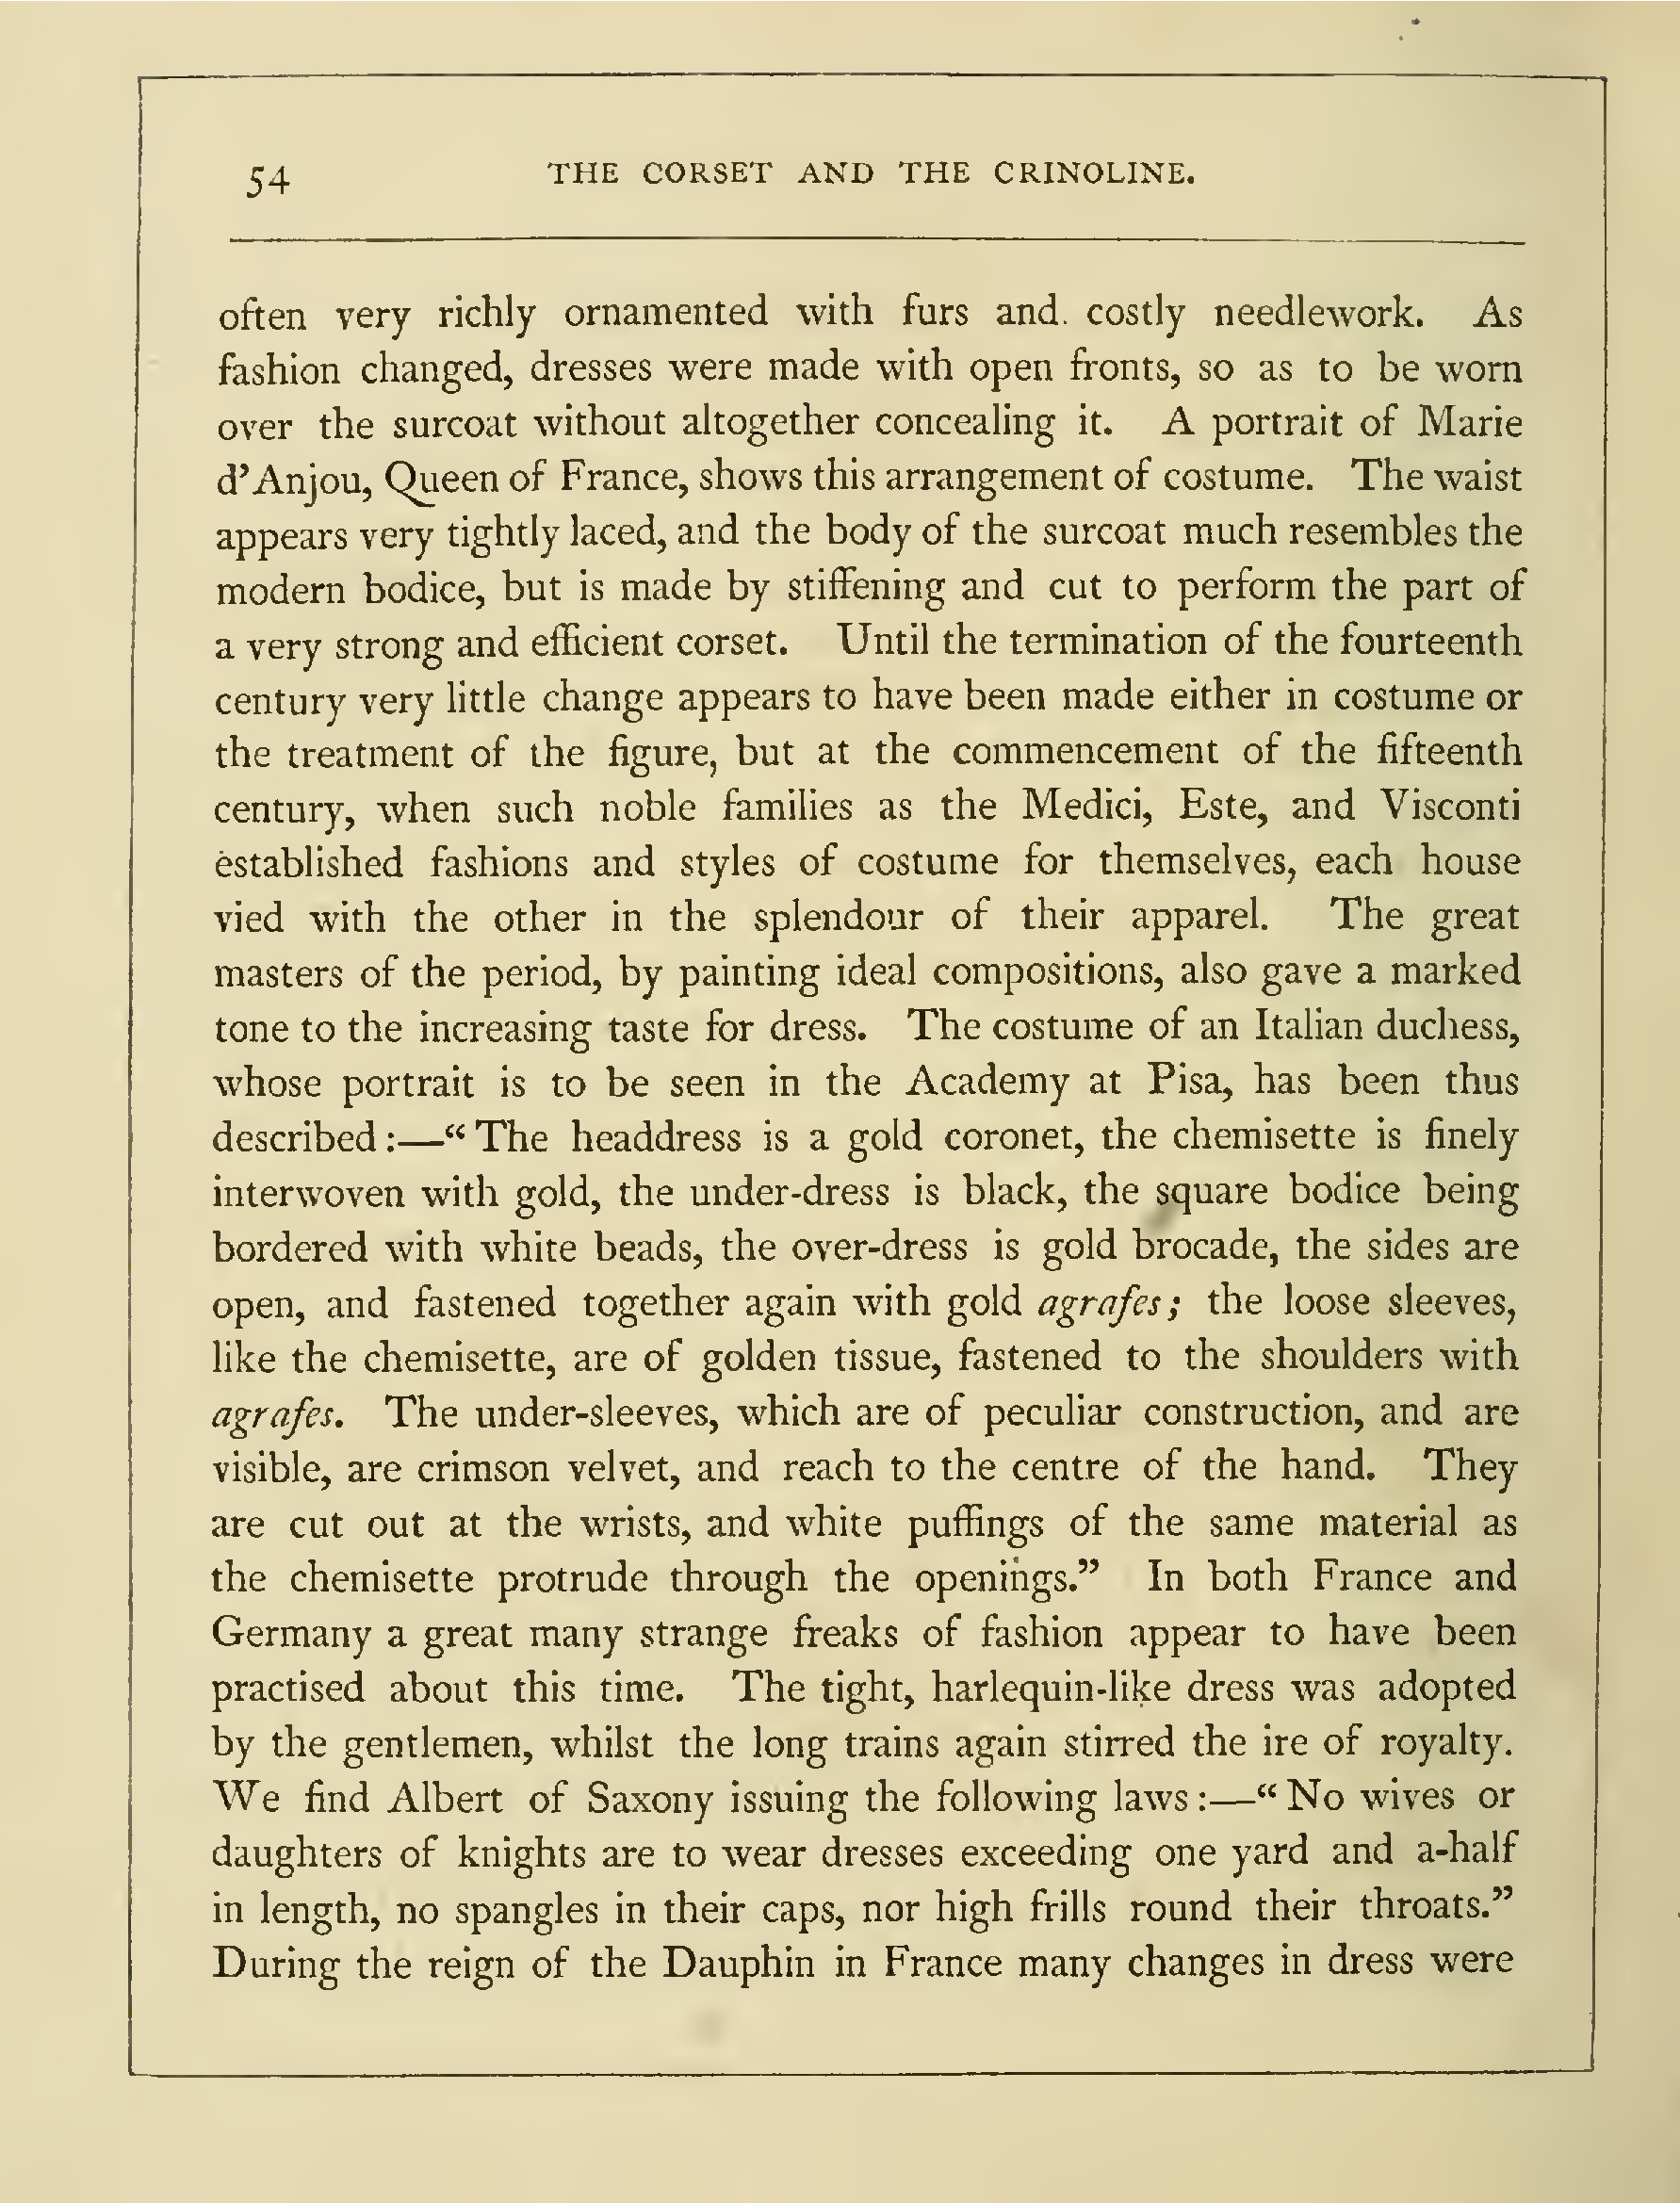 54 THE CORSET AND THE CRINOLINE.
often very richly ornamented with furs and. costly needlework. As
fashion changed, dresses were made with open fronts, so as to be worn
over the surcoat without altogether concealing it. A portrait of Marie
d’Anjou, Queen of France, shows this arrangement of costume. The waist
appears very tightly laced, and the body of the surcoat much resembles the
modern bodice, but is made by stiffening and cut to perform the part of
a very strong and efficient corset. Until the termination of the fourteenth
century very little change appears to have been made either in costume or
the treatment of the figure, but at the commencement of the fifteenth
century, when such noble families as the Medici, Este, and Visconti
established fashions and styles of costume for themselves, each house
vied with the other in the splendour of their apparel. The great
masters of the period, by painting ideal compositions, also gave a marked
tone to the increasing taste for dress. The costume of an Italian duchess,
whose portrait is to be seen in the Academy at Pisa, has been thus
described:—“The headdress is a gold coronet, the chemisette is finely
interwoven with gold, the under-dress is black, the square bodice being
bordered with white beads, the over-dress is gold brocade, the sides are
open, and fastened together again with gold agrafes; the loose sleeves,
like the chemisette, are of golden tissue, fastened to the shoulders with
agrafes. The under-sleeves, which are of peculiar construction, and are
visible, are crimson velvet, and reach to the centre of the hand. They
are cut out at the wrists, and white puffings of the same material as
the chemisette protrude through the openings.” In both France and
Germany a great many strange freaks of fashion appear to have been
practised about this time. The tight, harlequin-like dress was adopted
by the gentlemen, whilst the long trains again stirred the ire of royalty.
We find Albert of Saxony issuing the following laws:—“No wives or
daughters of knights are to wear dresses exceeding one yard and a-half
in length, no spangles in their caps, nor high frills round their throats.”
During the reign of the Dauphin in France many changes in dress were